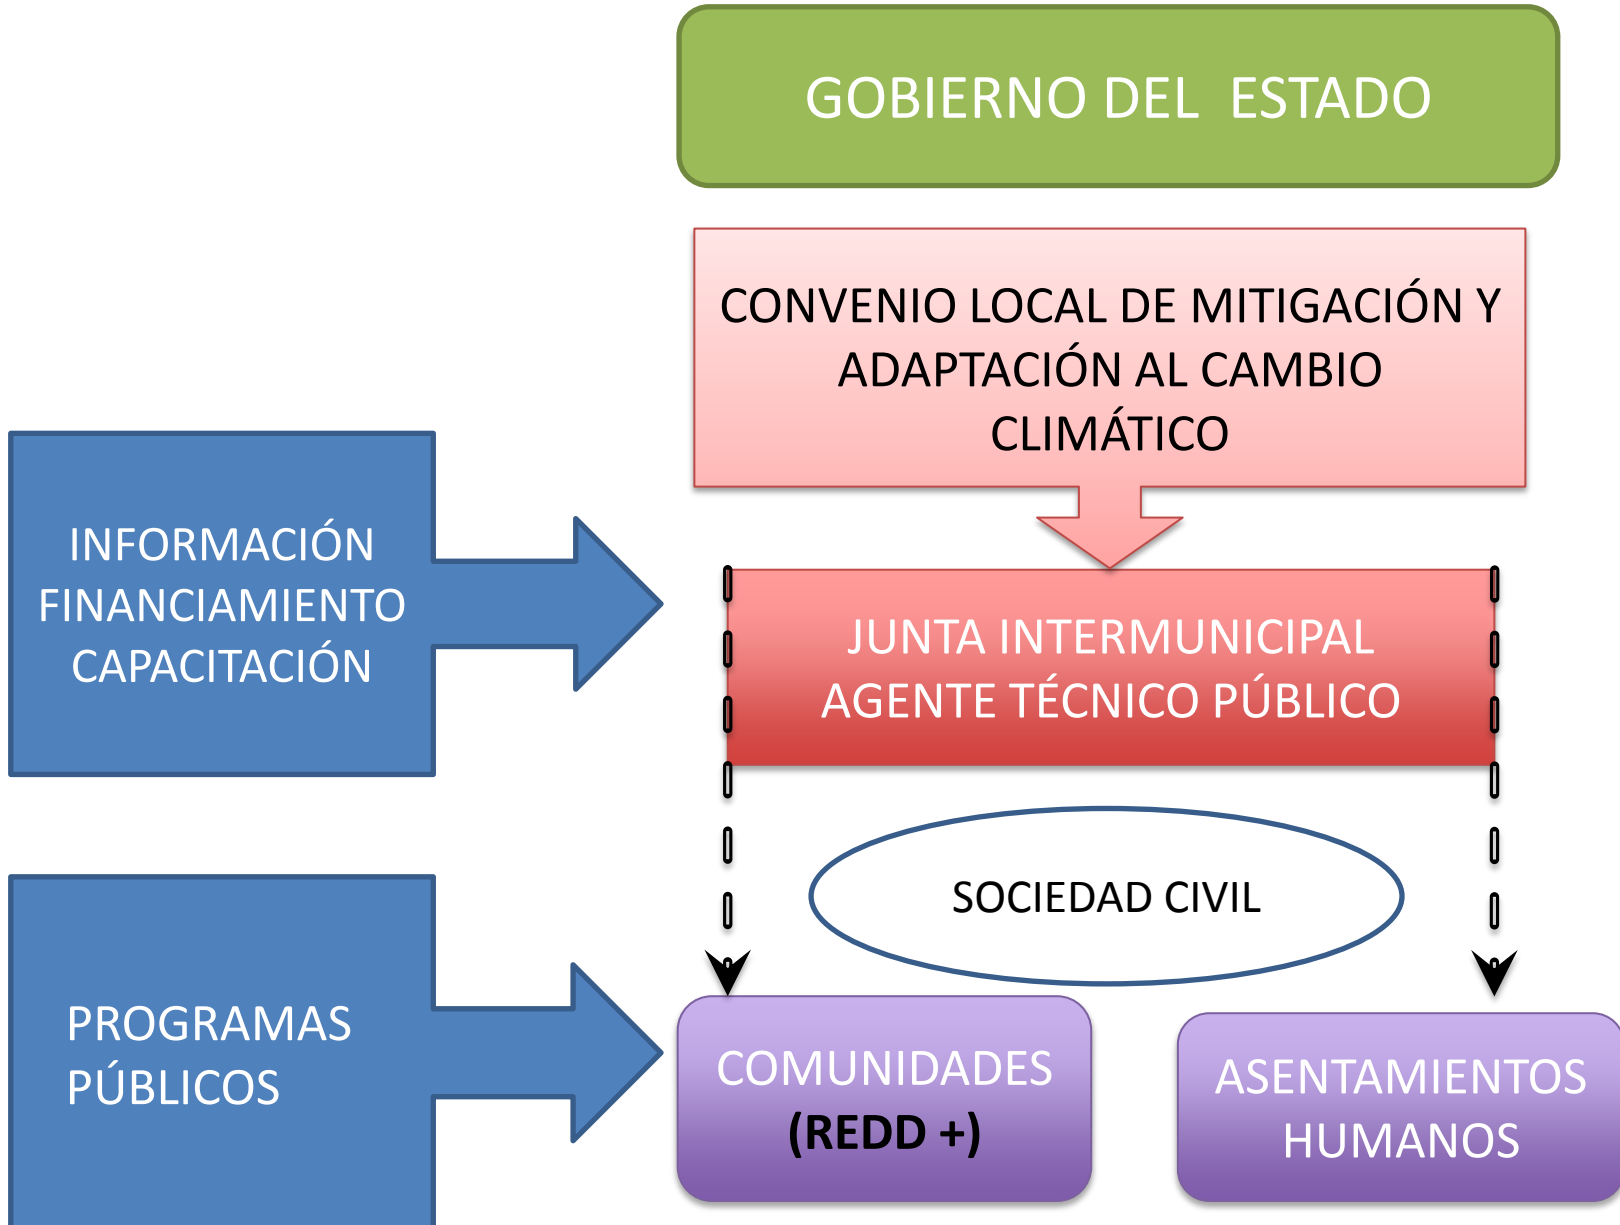 GOBIERNO DEL ESTADO
CONVENIO LOCAL DE MITIGACIÓN Y
ADAPTACIÓN AL CAMBIO
CLIMÁTICO
INFORMACIÓN
FINANCIAMIENTO
CAPACITACIÓN
JUNTA INTERMUNICIPAL
AGENTE TÉCNICO PÚBLICO
SOCIEDAD CIVIL
PROGRAMAS
PÚBLICOS
COMUNIDADES
(REDD +)
ASENTAMIENTOS
HUMANOS